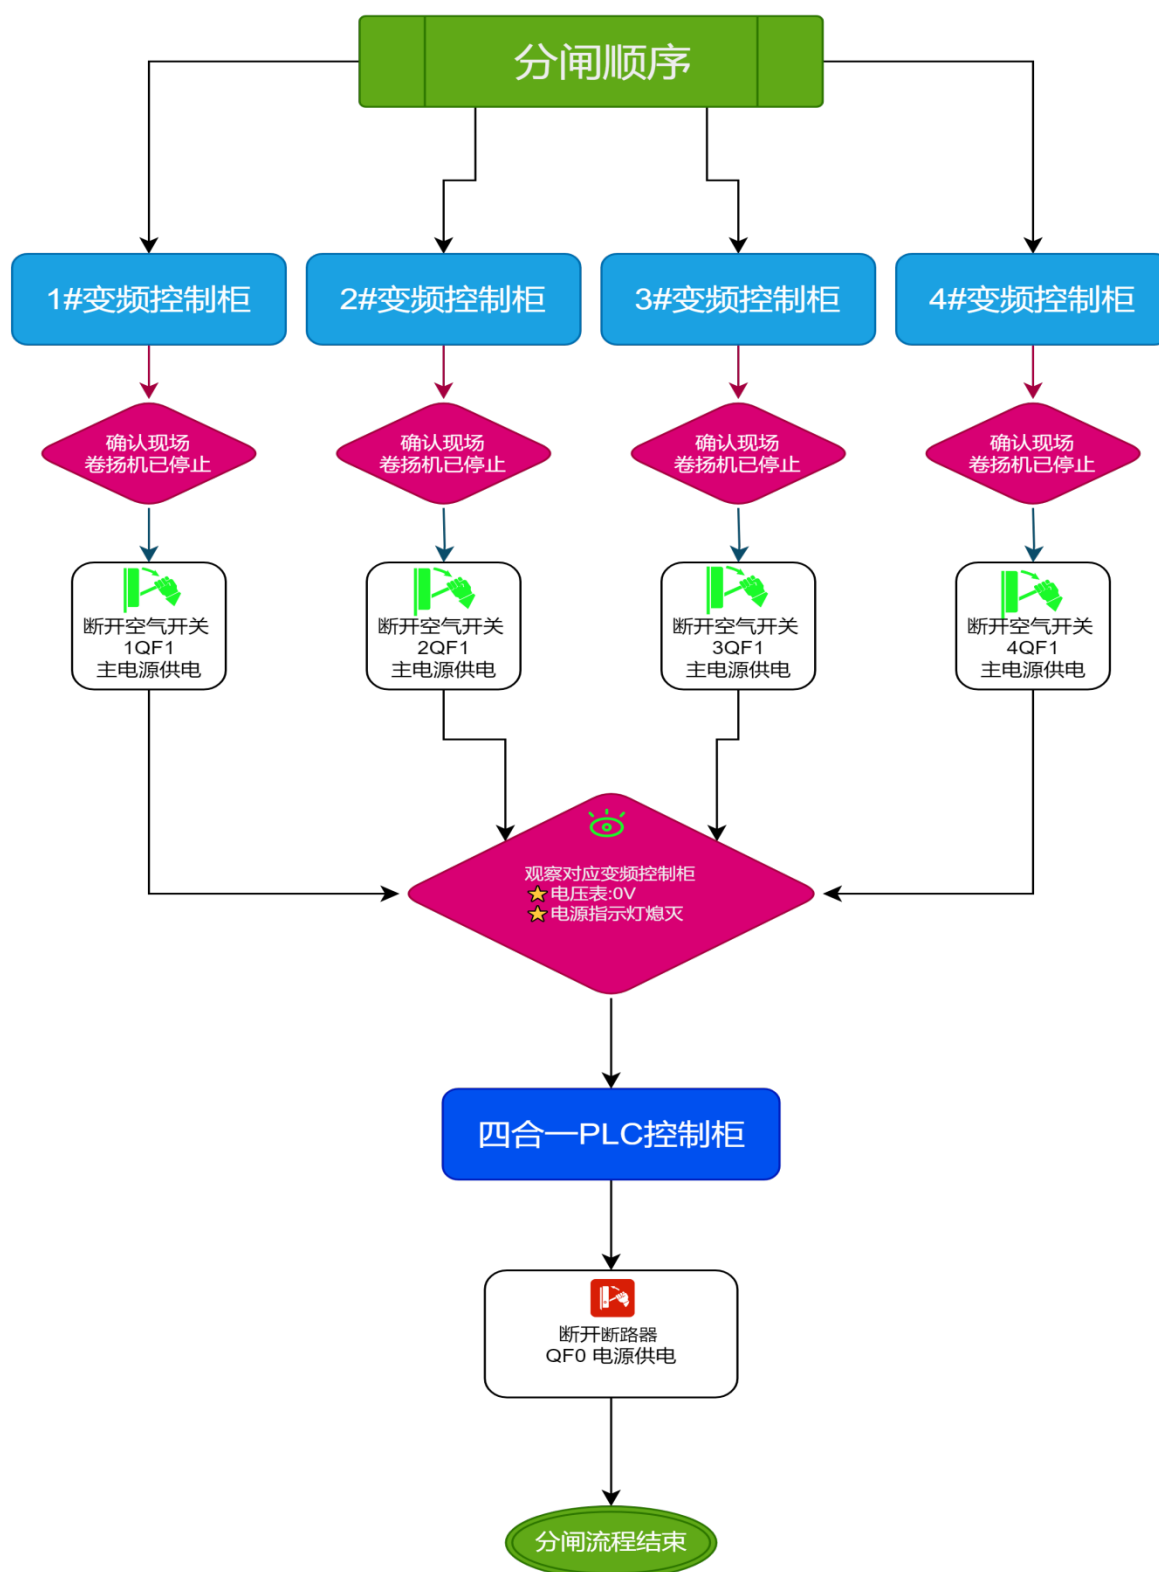 分闸顺序
1#变频控制柜
2#变频控制柜
3#变频控制柜
4#变频控制柜
确认现场
卷扬机已停止
确认现场
卷扬机已停止
确认现场
卷扬机已停止
确认现场
卷扬机已停止
断开空气开关
1QF1
主电源供电
断开空气开关
2QF1
主电源供电
断开空气开关
3QF1
主电源供电
断开空气开关
4QF1
主电源供电
观察对应变频控制柜
⭐电压表:0V
⭐电源指示灯熄灭
四合一PLC控制柜
断开断路器
QF0 电源供电
分闸流程结束